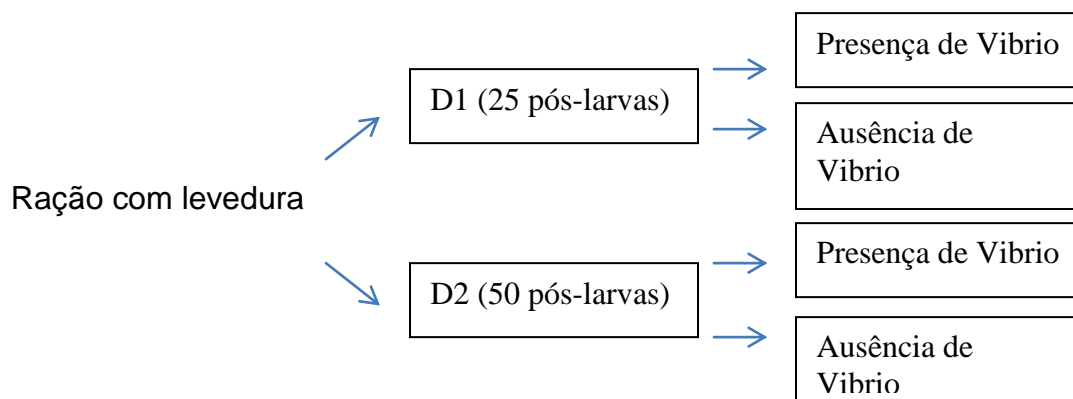 Presença de Vibrio
D1 (25 pós-larvas)
Ausência de
Vibrio
Ração com levedura
Presença de Vibrio
D2 (50 pós-larvas)
Ausência de
Vibrio